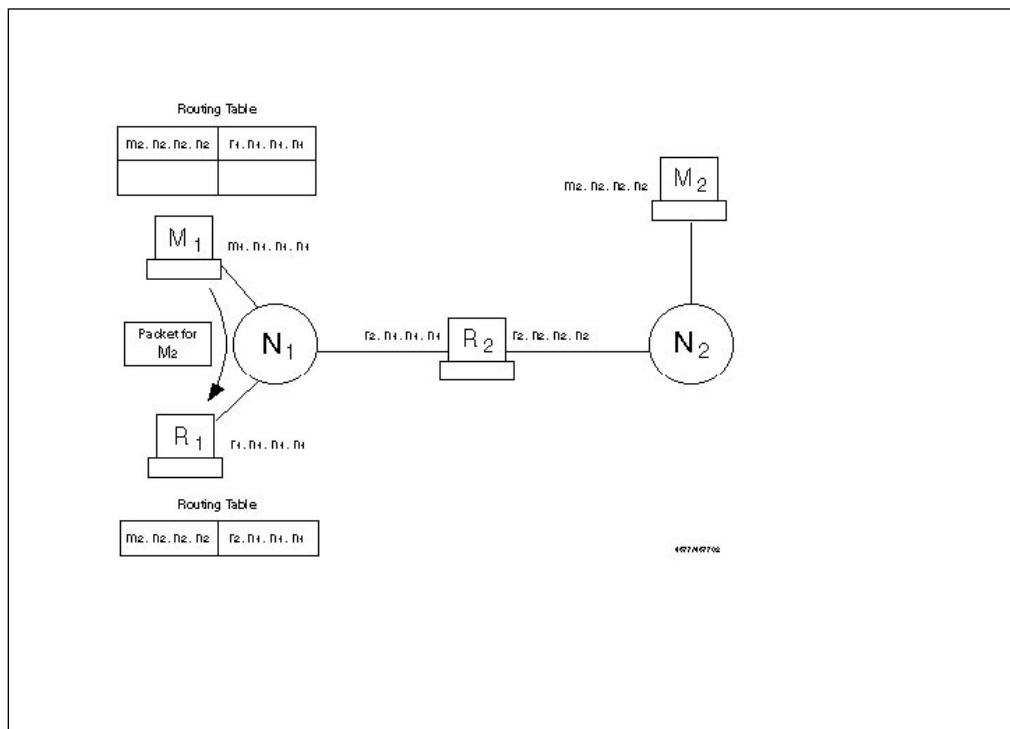 Routing Table
m2. n2. n2. n2 r1. n1. n1. n1
M2
m2. n2. n2. n2
M1
m1. n1. n1. n1
Packet for
M2
N1
r2. n1. n1. n1
R2
r2. n2. n2. n2
N2
R1
r1. n1. n1. n1
Routing Table
m2. n2. n2. n2 r2. n1. n1. n1